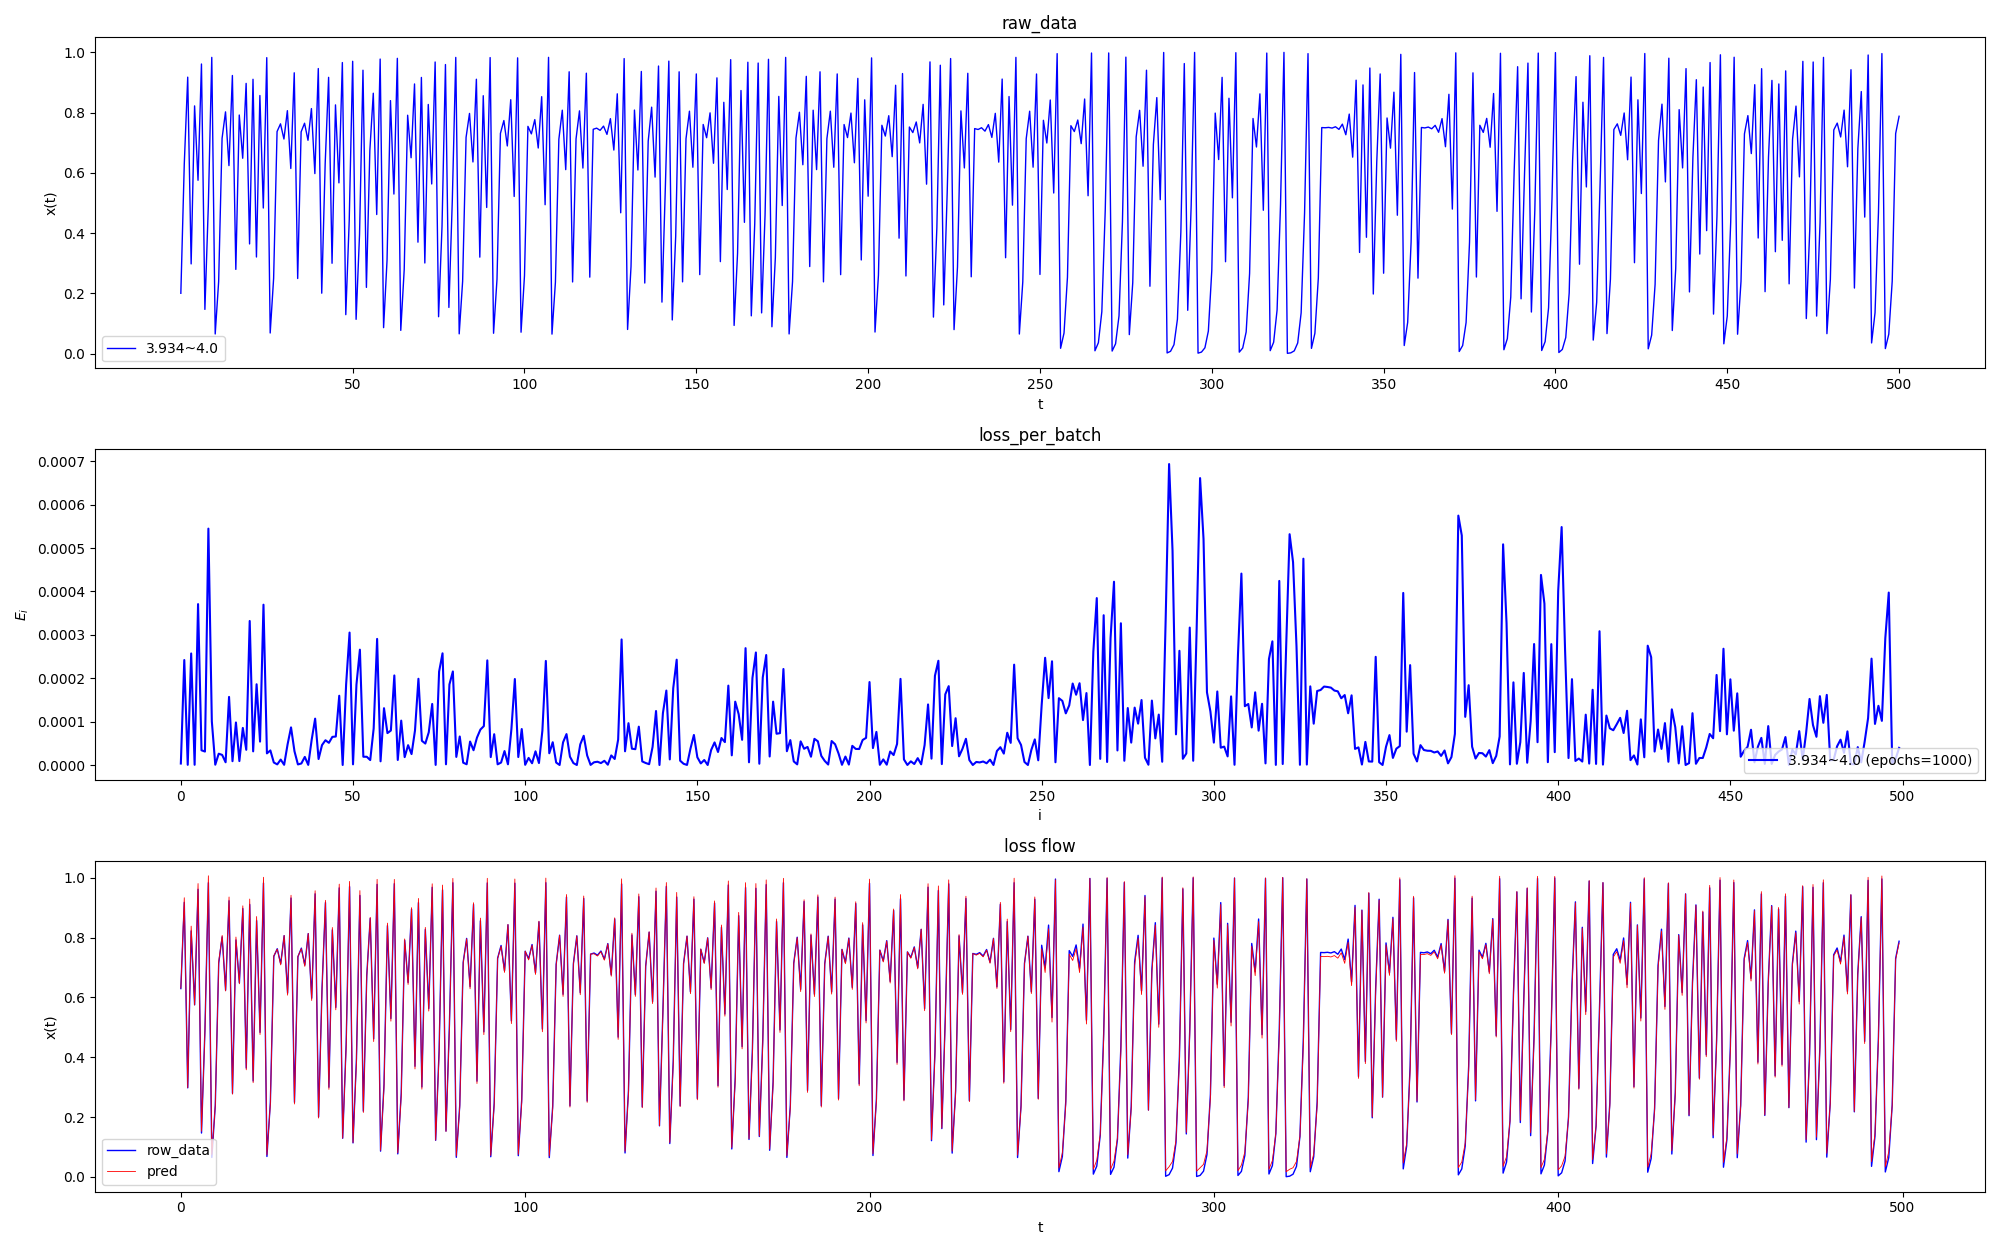 raw_data
1.0
0.8
0.6
0.4
0.2
0.0
x(t)
3.934~4.0
50 100 150 200 250 300 350 400 450 500
t
loss_per_batch
0.0007
0.0006
0.0005
0.0004
0.0003
0.0002
0.0001
0.0000
E_i
3.934~4.0 (epochs=1000)
0 50 100 150 200 250 300 350 400 450 500
i
loss flow
1.0
0.8
0.6
0.4
0.2
0.0
x(t)
row_data
pred
0 100 200 300 400 500
t